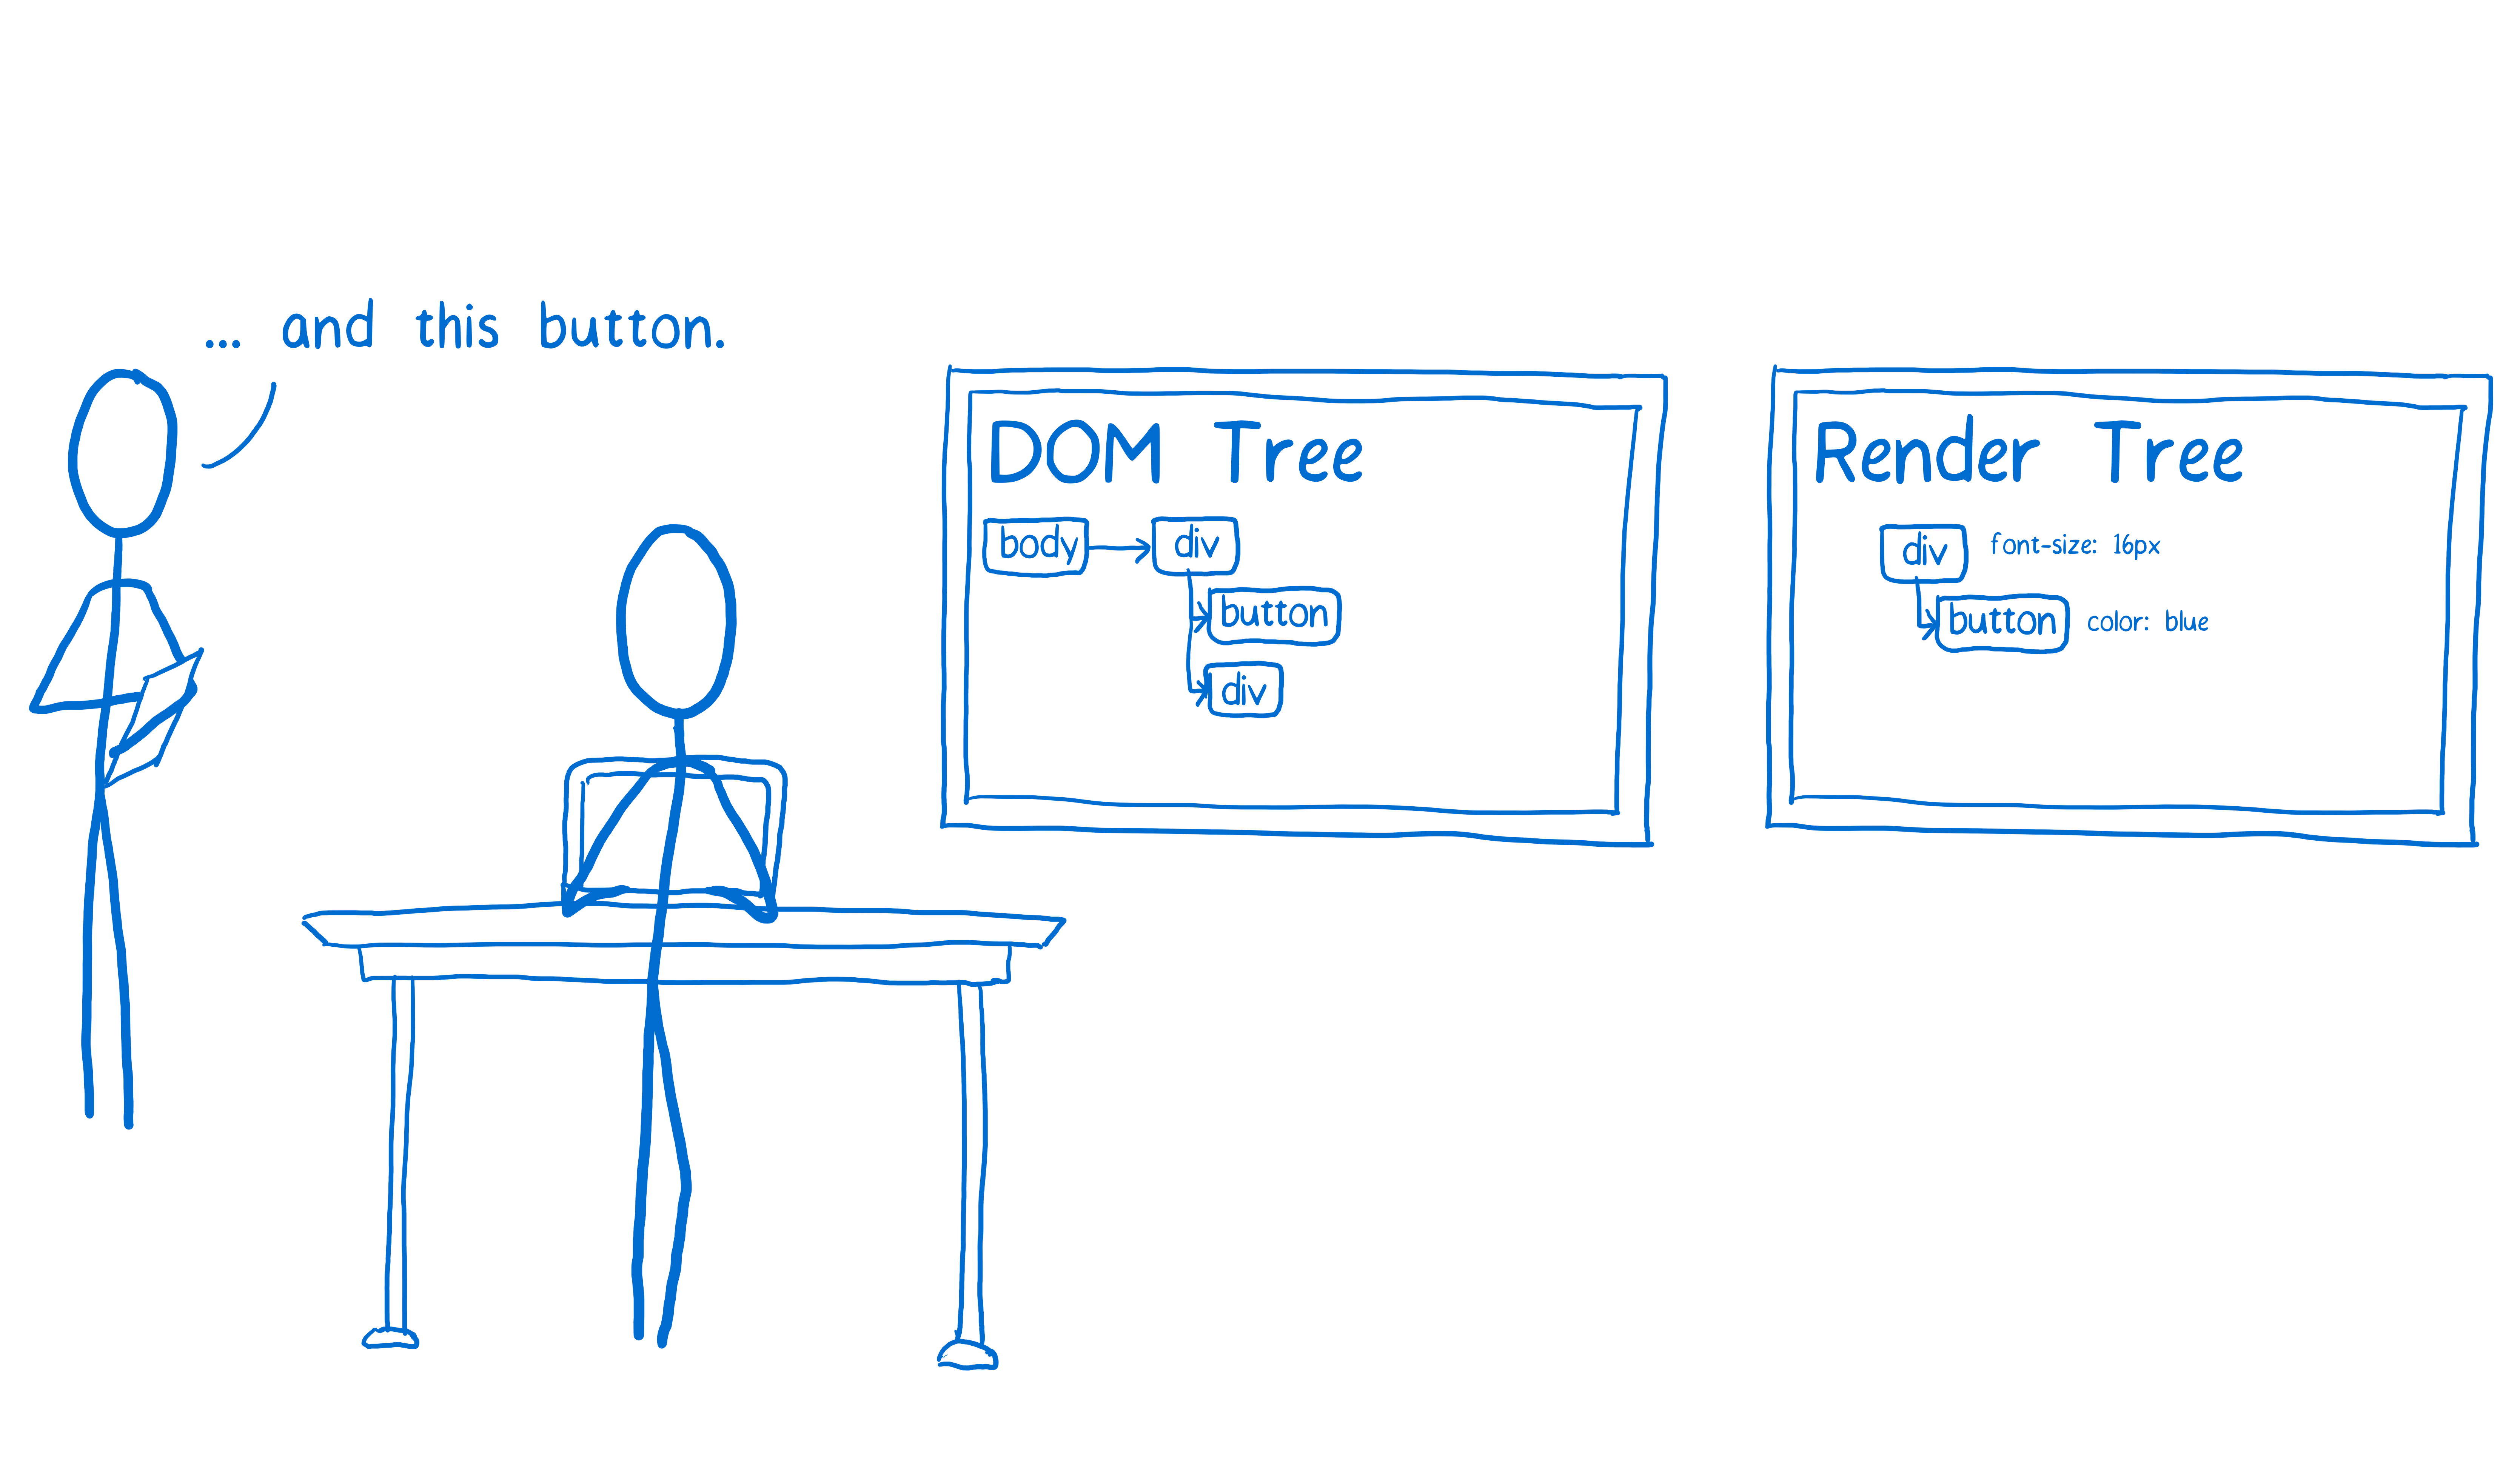 ... and this button.
DOM Tree
body
div
button
div
Render Tree
div
font-size: 16px
button
color: blue